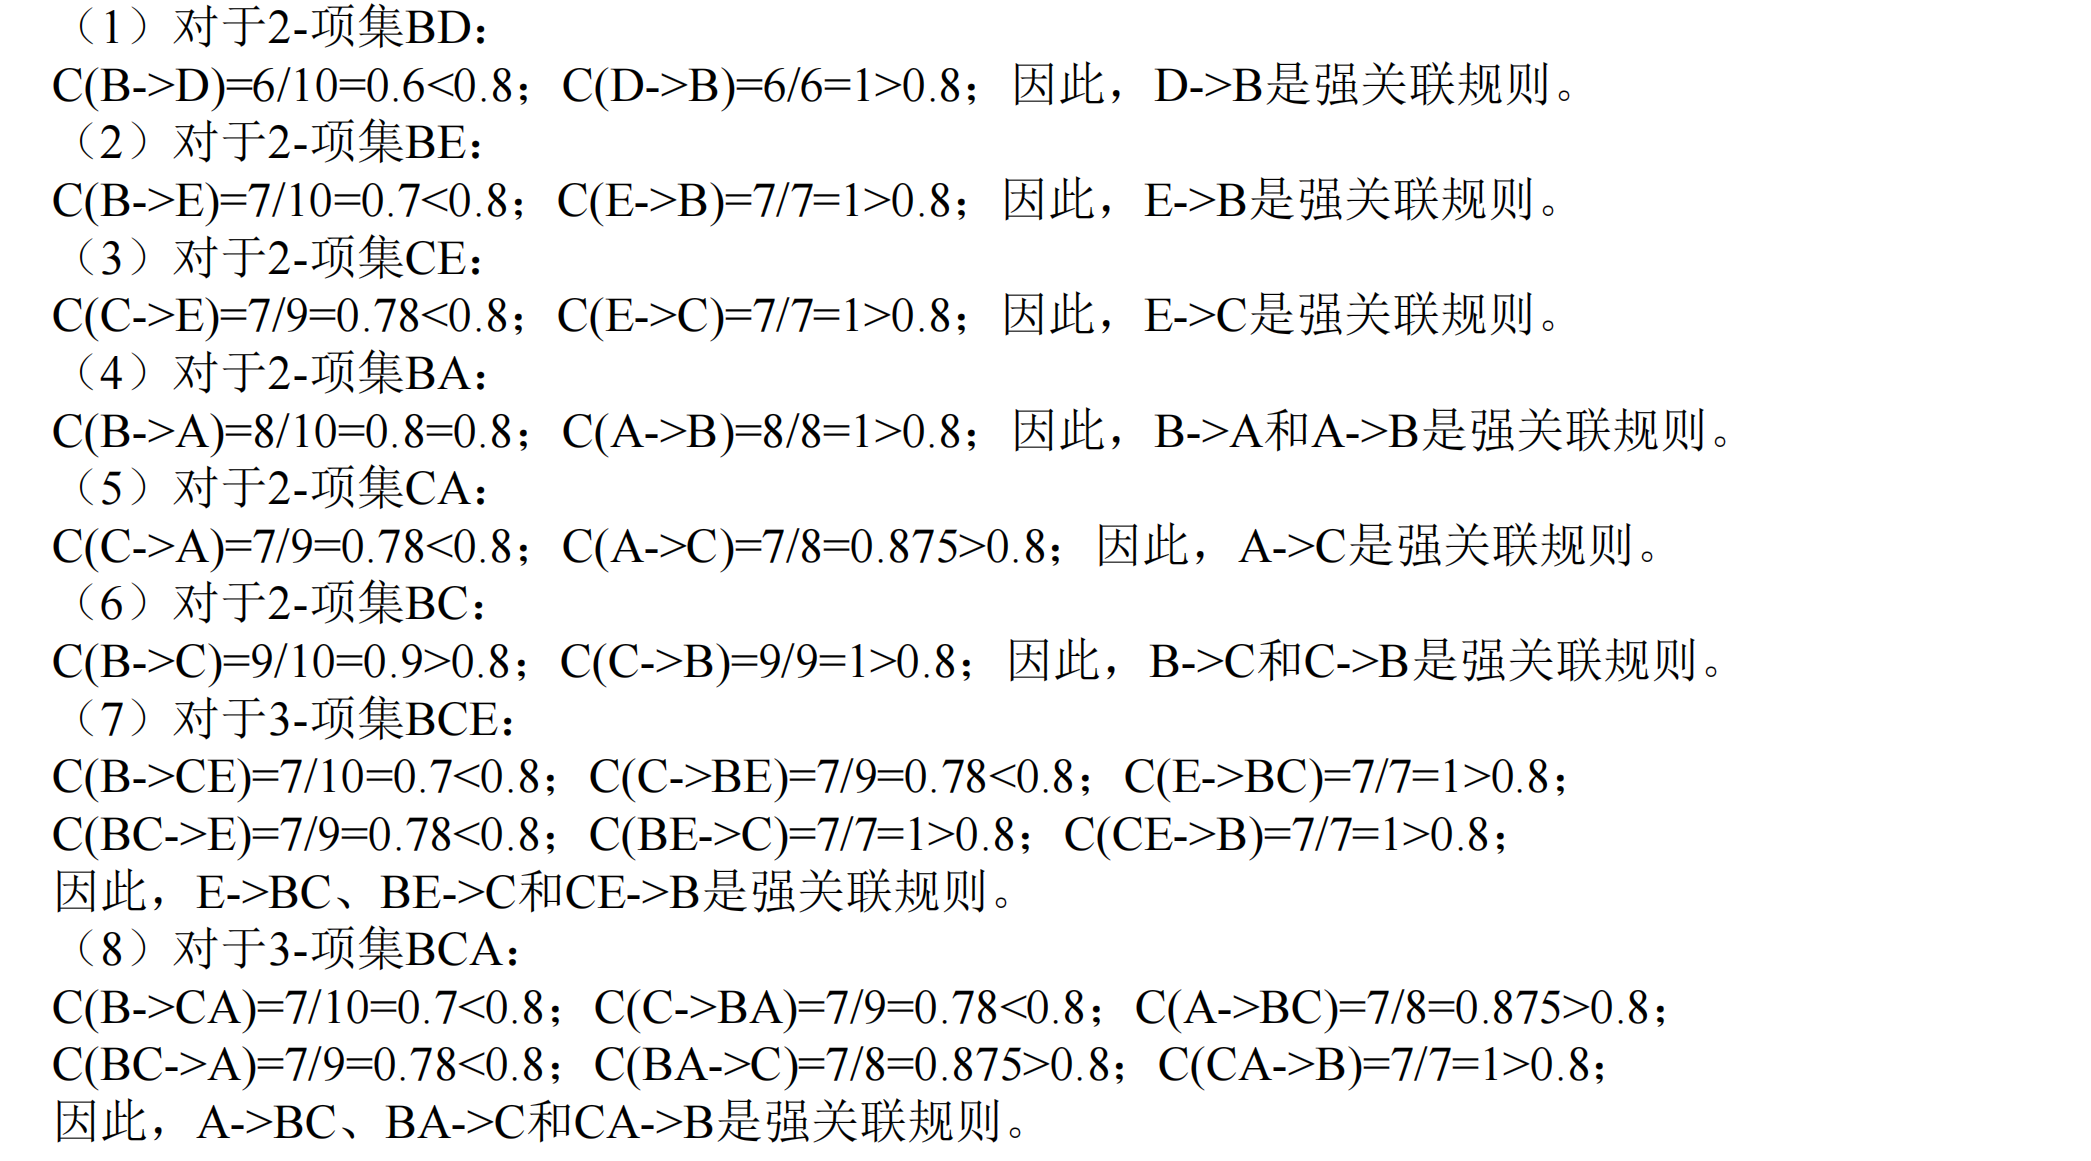 （1）对于2-项集BD：
C(B->D)=6/10=0.6<0.8；C(D->B)=6/6=1>0.8；因此，D->B是强关联规则。
（2）对于2-项集BE：
C(B->E)=7/10=0.7<0.8；C(E->B)=7/7=1>0.8；因此，E->B是强关联规则。
（3）对于2-项集CE：
C(C->E)=7/9=0.78<0.8；C(E->C)=7/7=1>0.8；因此，E->C是强关联规则。
（4）对于2-项集BA：
C(B->A)=8/10=0.8=0.8；C(A->B)=8/8=1>0.8；因此，B->A和A->B是强关联规则。
（5）对于2-项集CA：
C(C->A)=7/9=0.78<0.8；C(A->C)=7/8=0.875>0.8；因此，A->C是强关联规则。
（6）对于2-项集BC：
C(B->C)=9/10=0.9>0.8；C(C->B)=9/9=1>0.8；因此，B->C和C->B是强关联规则。
（7）对于3-项集BCE：
C(B->CE)=7/10=0.7<0.8；C(C->BE)=7/9=0.78<0.8；C(E->BC)=7/7=1>0.8；
C(BC->E)=7/9=0.78<0.8；C(BE->C)=7/7=1>0.8；C(CE->B)=7/7=1>0.8；
因此，E->BC、BE->C和CE->B是强关联规则。
（8）对于3-项集BCA：
C(B->CA)=7/10=0.7<0.8；C(C->BA)=7/9=0.78<0.8；C(A->BC)=7/8=0.875>0.8；
C(BC->A)=7/9=0.78<0.8；C(BA->C)=7/8=0.875>0.8；C(CA->B)=7/7=1>0.8；
因此，A->BC、BA->C和CA->B是强关联规则。